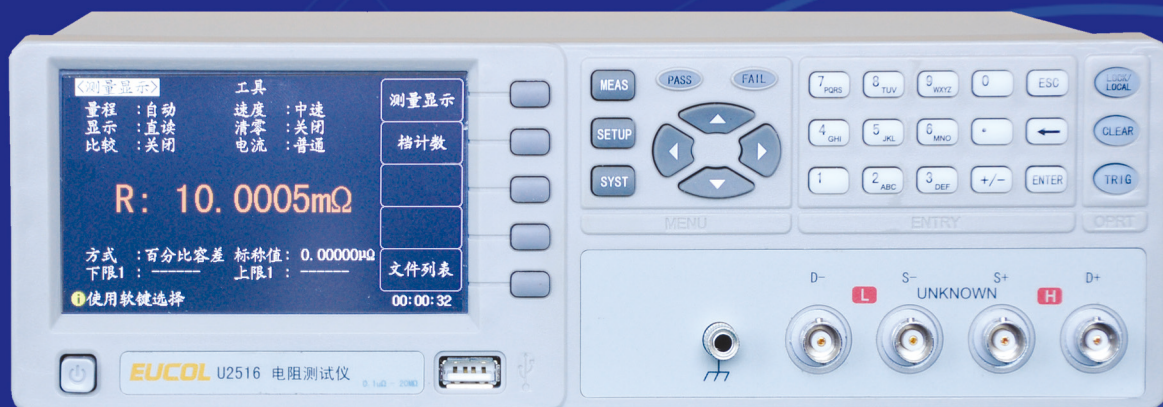 <测量显示> 工具
量程 :自动 速度 :中速
显示 :直读 清零 :关闭
比较 :关闭 电流 :普通
R: 10.0005mΩ
方式 :百分比容差 标称值: 0.00000μΩ
下限1 : ------ 上限1 : ------
使用软键选择 00:00:32
测量显示
档计数
文件列表
EUCOL U2516 电阻测试仪 0.1uΩ - 20MΩ
MEAS PASS FAIL
SETUP
SYST
MENU
7 PQRS 8 TUV 9 WXYZ 0 ESC
4 GHI 5 JKL 6 MNO . ←
1 2 ABC 3 DEF +/- ENTER
ENTRY
LOCK/
LOCAL
CLEAR
TRIG
OPRT
D- S- S+ D+
L UNKNOWN H